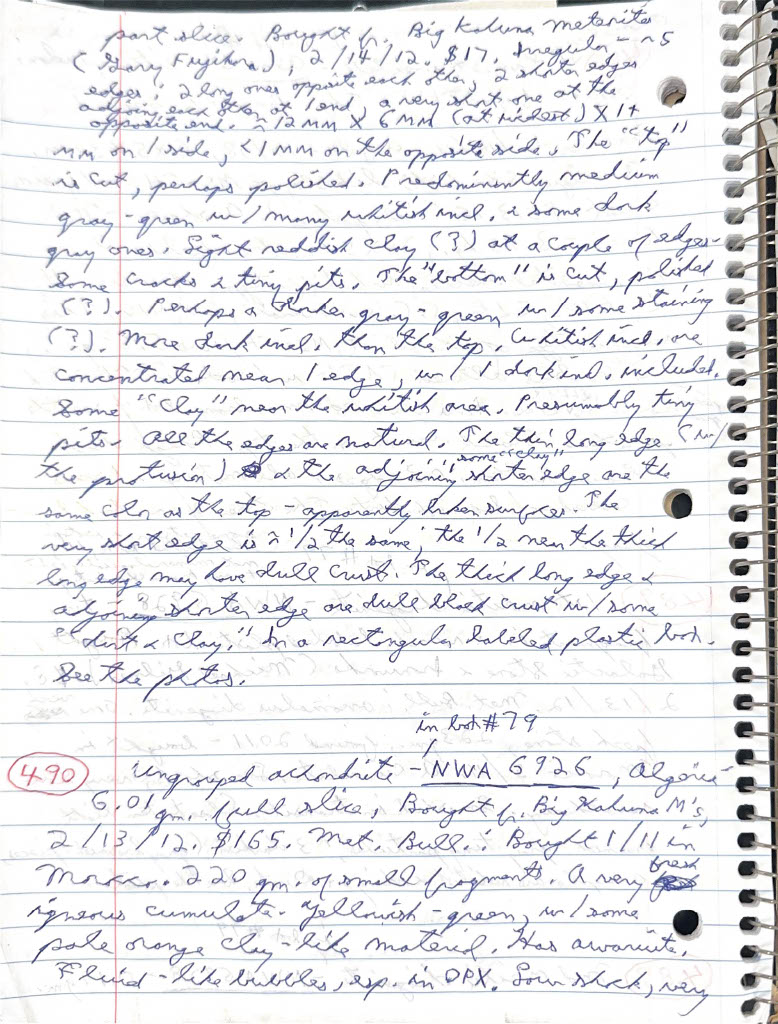 part slice. Bought fr. Big Kahuna Meteorites
(Gary Fujihara), 2/14/12. $17. Irregular - ~5
edges: 2 long ones opposite each other, 2 shorter edges
adjoining each other at 1 end, a very short one at the
opposite end. ~12 MM X 6 MM (at widest) X 1+
MM on 1 side, <1 MM on the opposite side. The "top"
is cut, perhaps polished. Predominently medium
gray-green w/ many whitish incl. & some dark
gray ones. Light reddish clay (?) at a couple of edges.
Some cracks & tiny pits. The "bottom" is cut, polished
(?). Perhaps a darker gray-green w/ some staining
(?). More dark incl. than the top. Whitish incl. are
concentrated near 1 edge, w/ 1 dark incl. included.
Some "clay" near the whitish area. Presumably tiny
pits. All the edges are natural. The thin long edge (w/
the protusion) & the adjoining shorter edge are the
some "clay"
same color as the top - apparently broken surfaces. The
very short edge is ~1/2 the same, the 1/2 near the thick
long edge may have dull crust. The thick long edge &
adjoining shorter edge are dull black crust w/ some
"dirt & clay." In a rectangular labeled plastic box.
See the photos.
in box #79
490 Ungrouped achondrite - NWA 6926, Algeria
6.01 gm. full slice, Bought fr. Big Kahuna M's,
2/13/12. $165. Met. Bull.: Bought 1/11 in
Morocco. 220 gm. of small fragments. A very fresh
igneous cumulate. Yellowish-green, w/ some
pale orange clay-like material. Has awaruite.
Fluid-like bubbles, esp. in OPX. Low shock, very